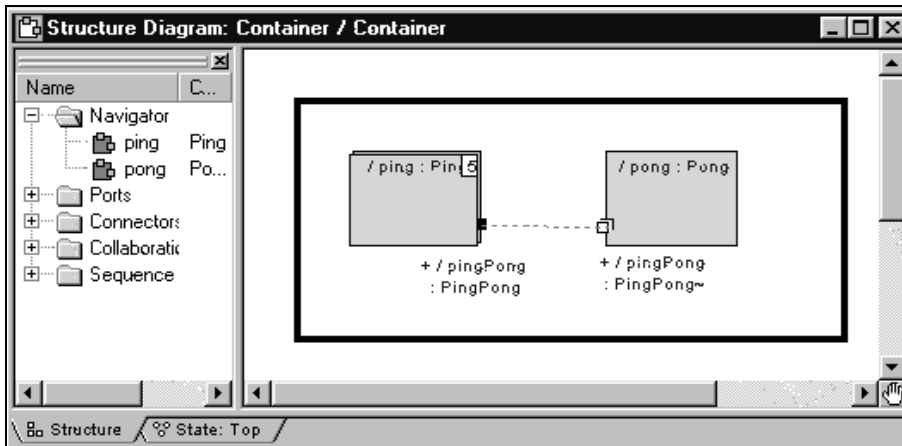 Structure Diagram: Container / Container
Name C...
Navigator
ping Ping
pong Po...
Ports
Connectors
Collaboratic
Sequence
/ ping : Ping 5
/ pong : Pong
+ / pingPong
: PingPong
+ / pingPong
: PingPong~
Structure State: Top